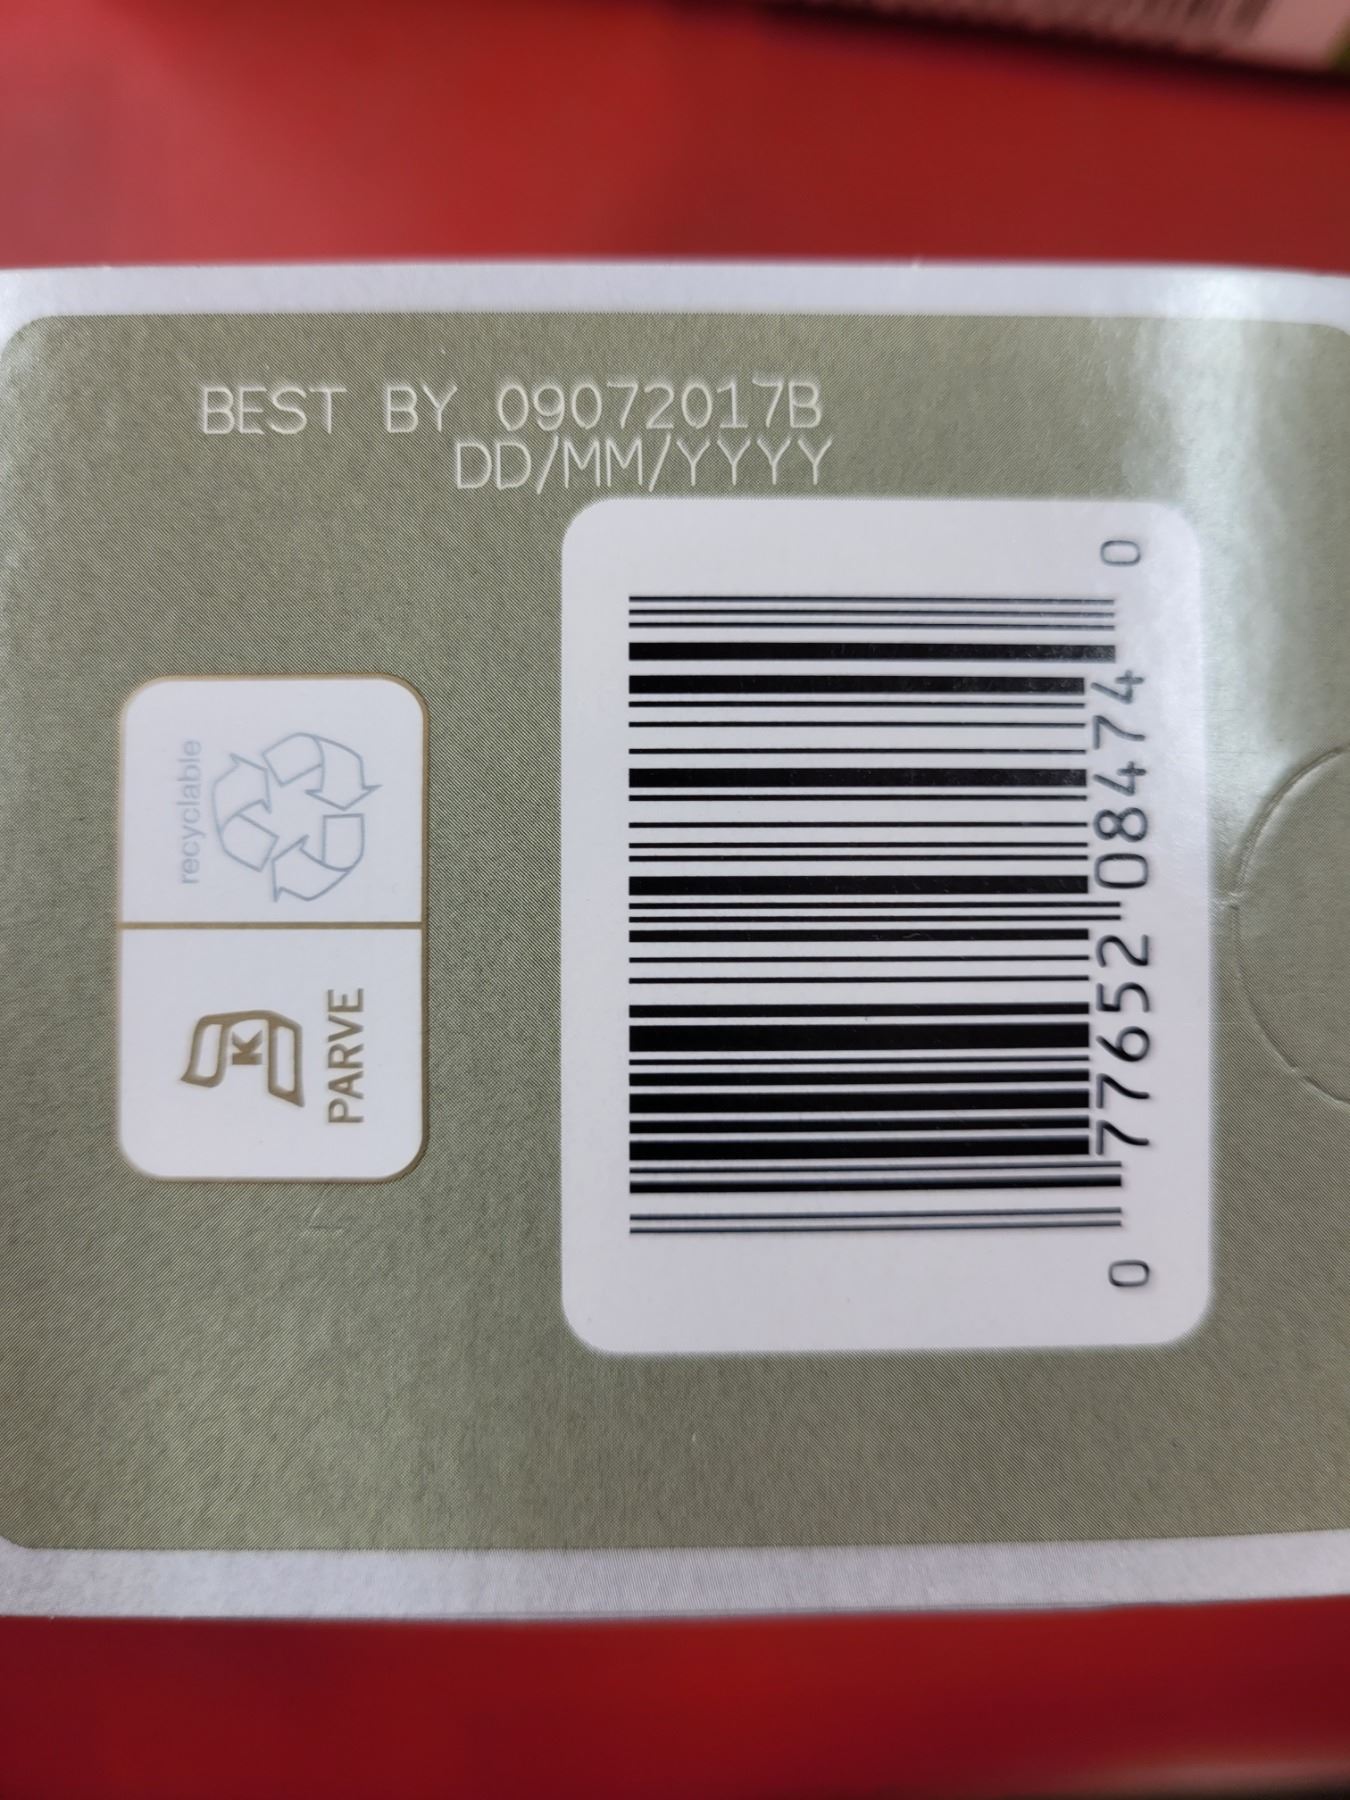 BEST BY 09072017B
DD/MM/YYYY
recyclable
K
PARVE
0 77652 08474 0